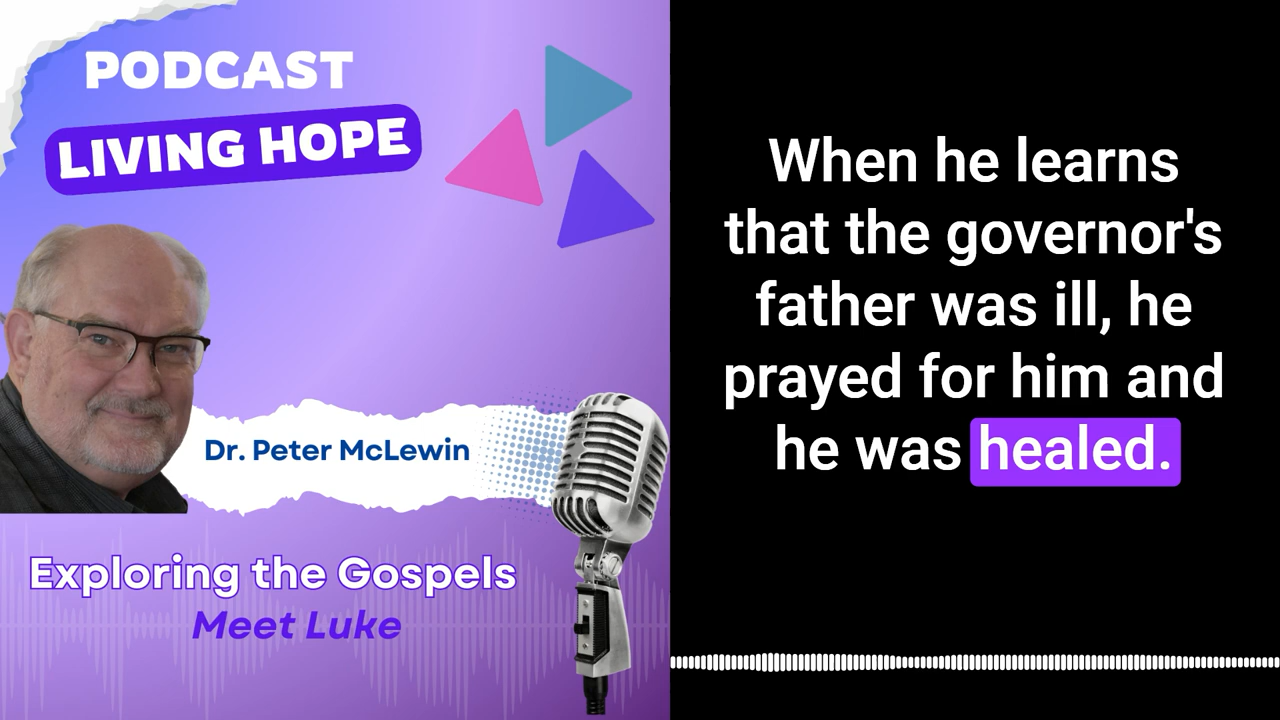 PODCAST
LIVING HOPE
Dr. Peter McLewin
Exploring the Gospels
Meet Luke
When he learns
that the governor's
father was ill, he
prayed for him and
he was healed.